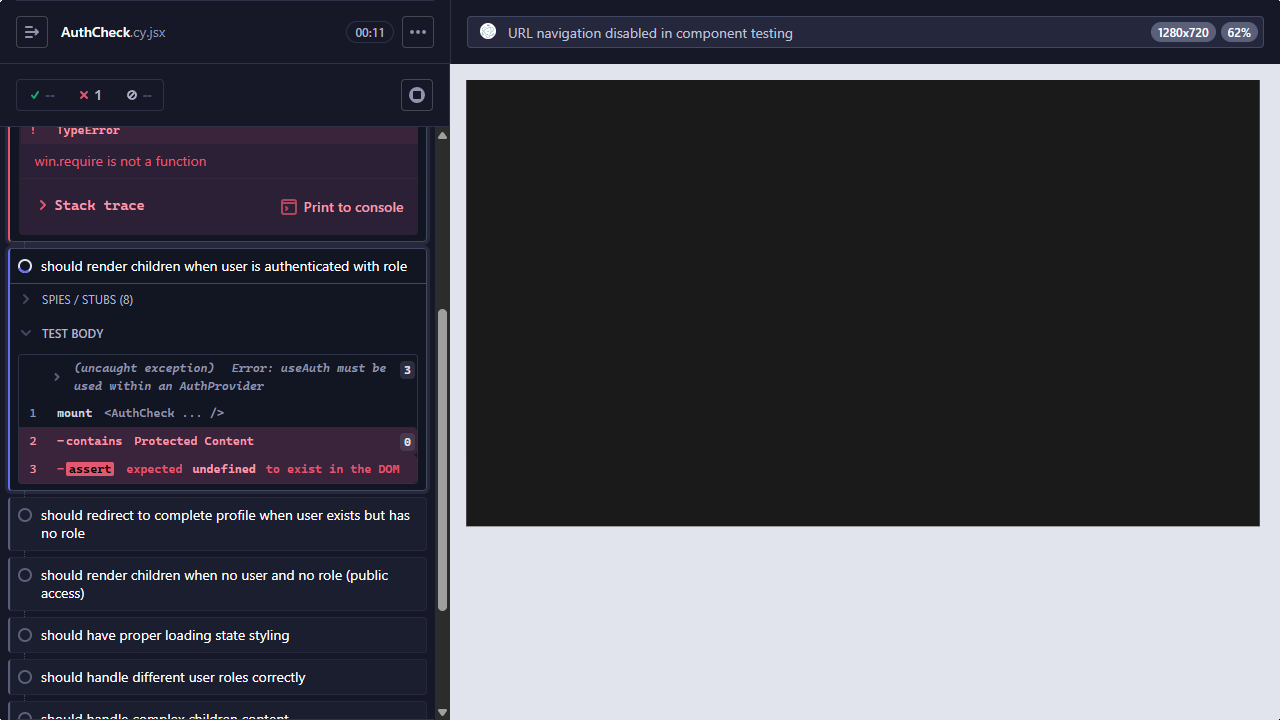 AuthCheck.cy.jsx
00:11
URL navigation disabled in component testing
1280x720
62%
--
1
--
! TypeError
win.require is not a function
Stack trace
Print to console
should render children when user is authenticated with role
SPIES / STUBS (8)
TEST BODY
(uncaught exception) Error: useAuth must be 3
used within an AuthProvider
1 mount <AuthCheck ... />
2 -contains Protected Content 0
3 -assert expected undefined to exist in the DOM
should redirect to complete profile when user exists but has
no role
should render children when no user and no role (public
access)
should have proper loading state styling
should handle different user roles correctly
should handle complex children content